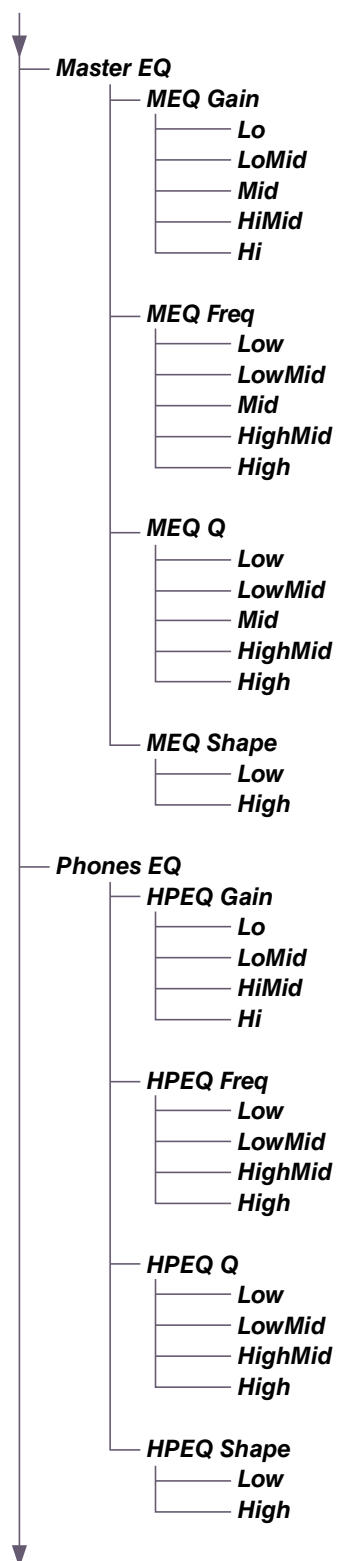 Master EQ
MEQ Gain
Lo
LoMid
Mid
HiMid
Hi
MEQ Freq
Low
LowMid
Mid
HighMid
High
MEQ Q
Low
LowMid
Mid
HighMid
High
MEQ Shape
Low
High
Phones EQ
HPEQ Gain
Lo
LoMid
HiMid
Hi
HPEQ Freq
Low
LowMid
HighMid
High
HPEQ Q
Low
LowMid
HighMid
High
HPEQ Shape
Low
High